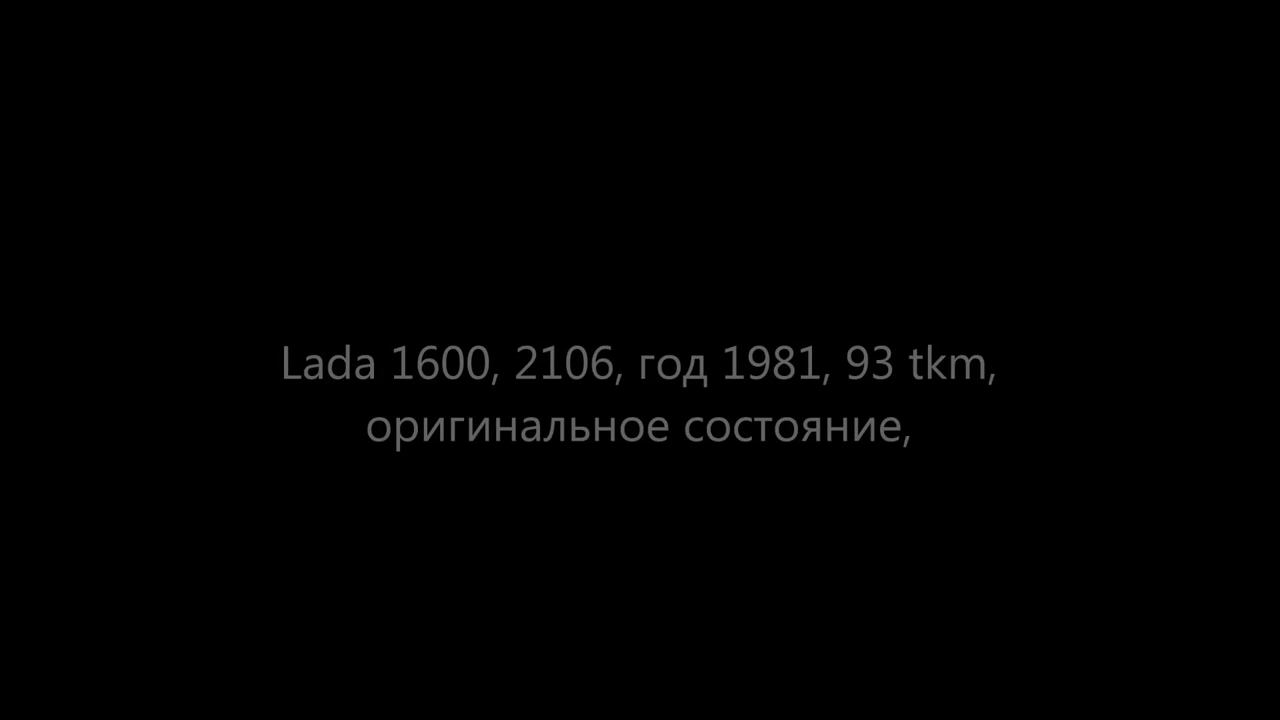 Lada 1600, 2106, год 1981, 93 tkm,
оригинальное состояние,